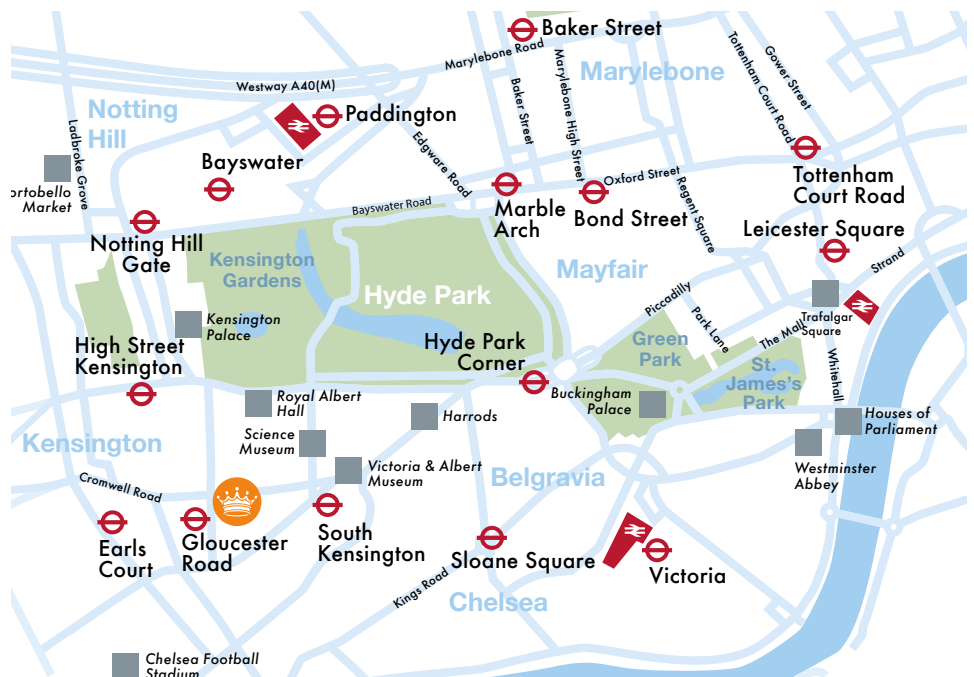 Baker Street
Marylebone Road
Marylebone
Tottenham Court Road
Gower Street
Westway A40(M)
Notting
Hill
Paddington
Baker Street
Marylebone High Street
Ladbroke Grove
Edgware Road
Bayswater
Oxford Street
Tottenham
Court Road
ortobello
Market
Bayswater Road
Marble
Arch
Bond Street
Regent Square
Leicester Square
Notting Hill
Gate
Kensington
Gardens
Mayfair
Strand
Hyde Park
Piccadilly
Kensington
Palace
Park Lane
Trafalgar
Square
The Mall
High Street
Kensington
Hyde Park
Corner
Green
Park
St.
James's
Park
Whitehall
Royal Albert
Hall
Harrods
Buckingham
Palace
Houses of
Parliament
Kensington
Science
Museum
Victoria & Albert
Museum
Belgravia
Westminster
Abbey
Cromwell Road
Earls
Court
Gloucester
Road
South
Kensington
Sloane Square
Victoria
Kings Road
Chelsea
Chelsea Football
Stadium